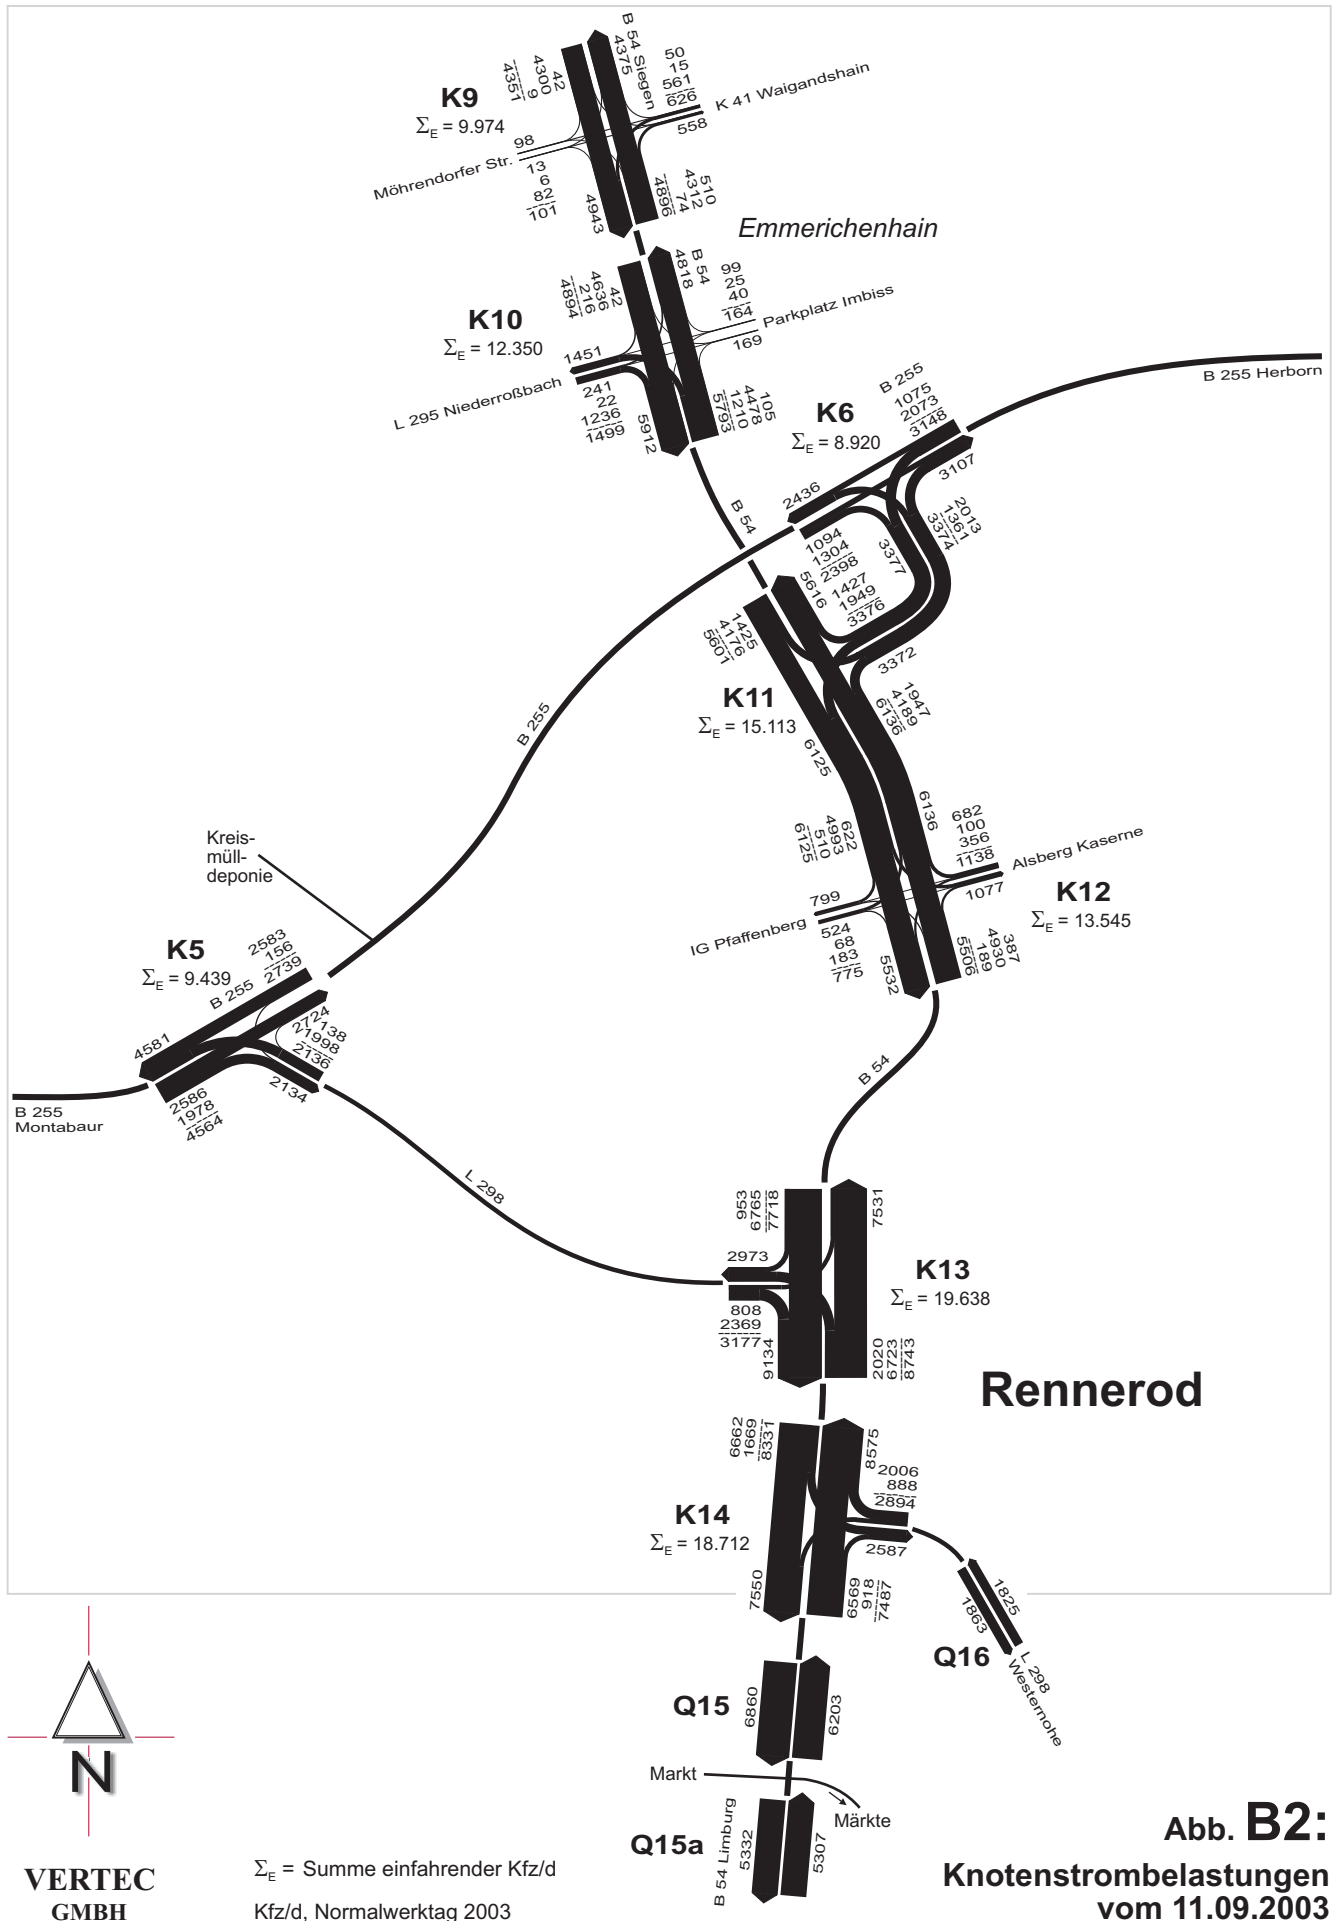 B 54 Siegen
4375
50
15
561
626
K 41 Waigandshain
558
42
4300
9
4351
K9
ΣE = 9.974
98
Möhrendorfer Str.
13
6
82
101
4943
510
4312
74
4896
Emmerichenhain
B 54
4818
99
25
40
164
Parkplatz Imbiss
169
42
4636
216
4894
K10
ΣE = 12.350
1451
L 295 Niederroßbach
241
22
1236
1499
5912
105
4478
1210
5793
B 255 Herborn
B 255
1075
2073
3148
K6
ΣE = 8.920
3107
2436
B 54
1094
1304
2398
3377
2013
1361
3374
5616
1427
1949
3376
3372
1425
4176
5601
K11
ΣE = 15.113
1947
4189
6136
6125
B 255
6136
682
100
356
1138
Alsberg Kaserne
1077
K12
ΣE = 13.545
622
4993
510
6125
799
IG Pfaffenberg
524
68
183
775
5532
387
4930
189
5506
Kreis-
müll-
deponie
K5
ΣE = 9.439
2583
156
2739
B 255
4581
2724
138
1998
2136
2134
2586
1978
4564
B 255
Montabaur
B 54
L 298
953
6765
7718
7531
2973
K13
ΣE = 19.638
808
2369
3177
9134
2020
6723
8743
Rennerod
6662
1669
8331
8575
2006
888
2894
K14
ΣE = 18.712
2587
7550
6569
918
7487
1825
1863
Q16
L 298
Westernohe
Q15
6860
6203
Markt
Märkte
Q15a
B 54 Limburg
5332
5307
N
VERTEC
GMBH
ΣE = Summe einfahrender Kfz/d
Kfz/d, Normalwerktag 2003
Abb. B2:
Knotenstrombelastungen
vom 11.09.2003